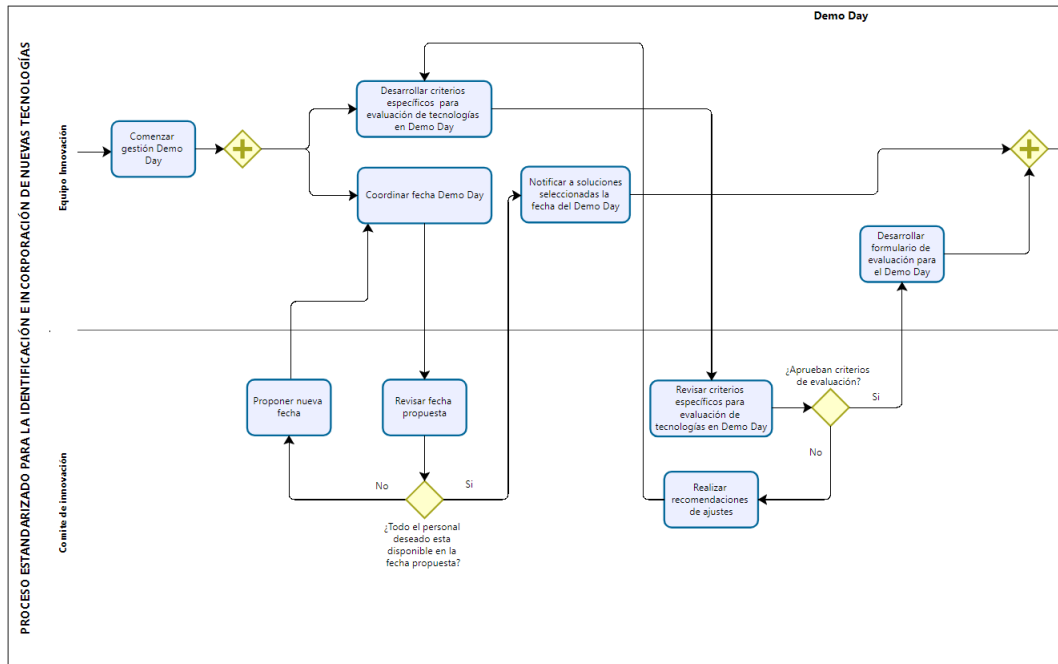 Demo Day
PROCESO ESTANDARIZADO PARA LA IDENTIFICACIÓN E INCORPORACIÓN DE NUEVAS TECNOLOGÍAS
Equipo Innovación
Comenzar
gestión Demo
Day
Desarrollar criterios
específicos para
evaluación de tecnologías
en Demo Day
Coordinar fecha Demo Day
Notificar a soluciones
seleccionadas la
fecha del Demo Day
Desarrollar
formulario de
evaluación para
el Demo Day
Comite de innovación
Proponer nueva
fecha
Revisar fecha
propuesta
No
Si
¿Todo el personal
deseado esta
disponible en la
fecha propuesta?
Revisar criterios
específicos para
evaluación de
tecnologías en Demo Day
¿Aprueban criterios
de evaluación?
Si
No
Realizar
recomendaciones
de ajustes